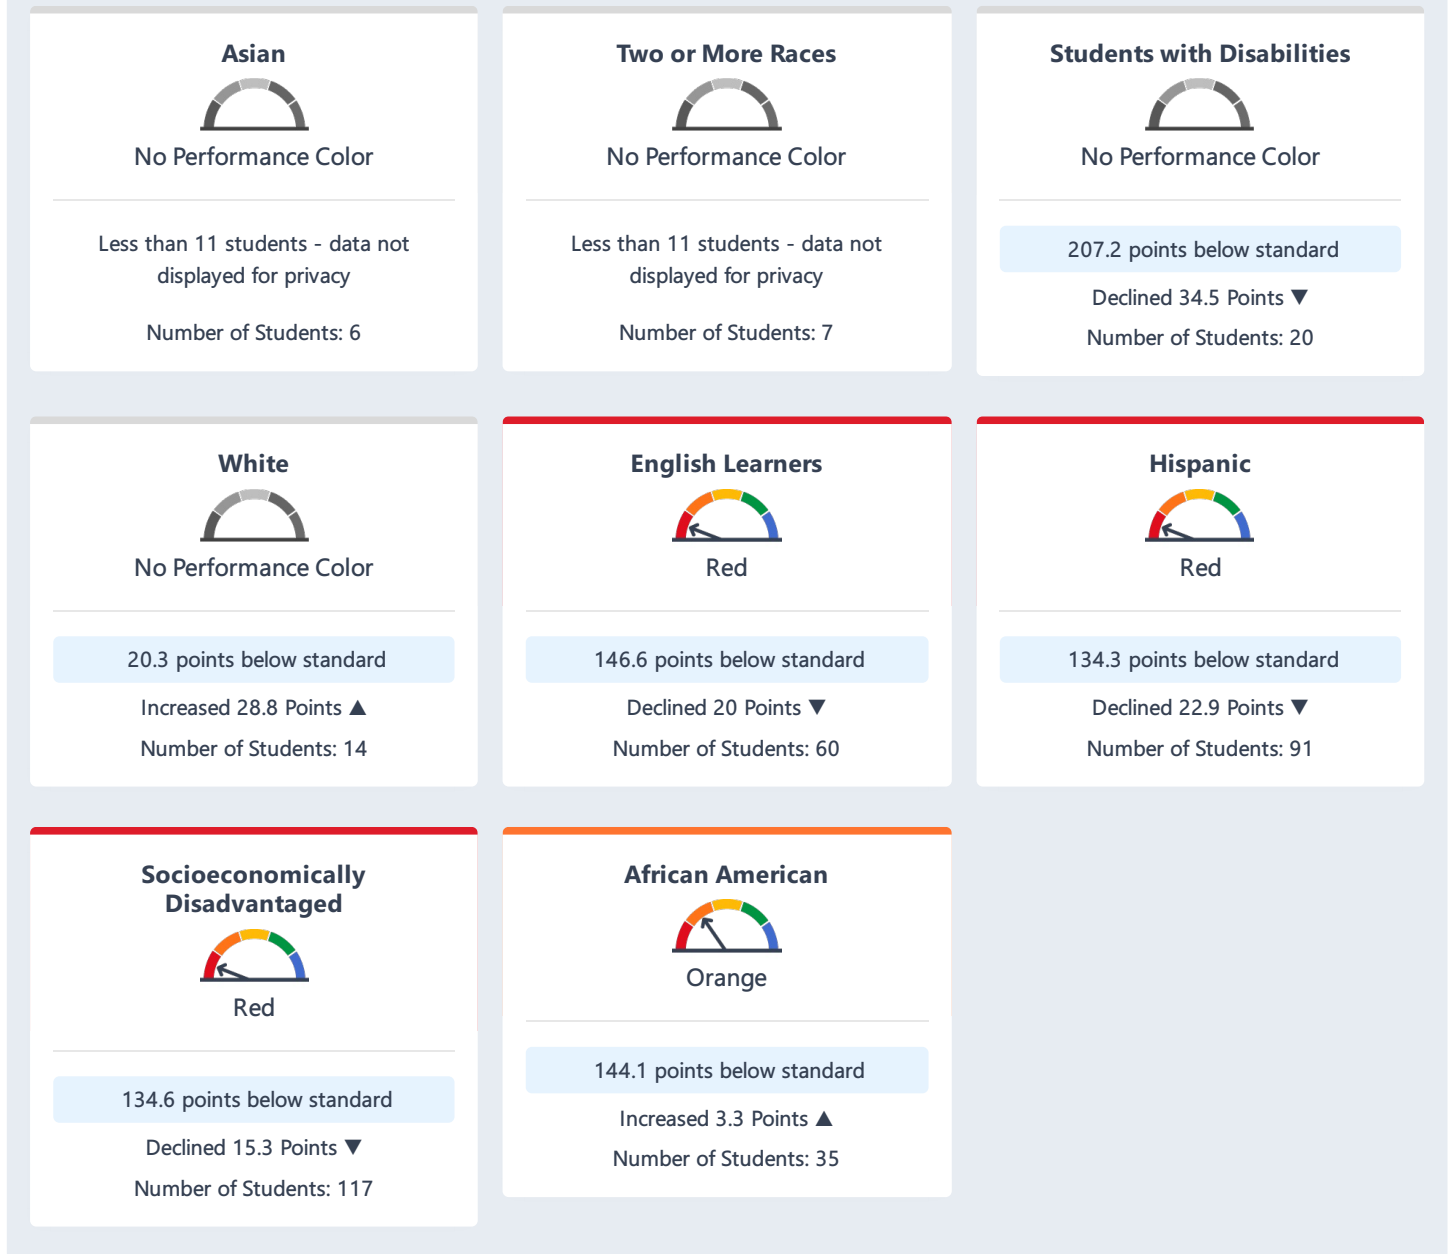 Asian
No Performance Color
Less than 11 students - data not
displayed for privacy
Number of Students: 6
Two or More Races
No Performance Color
Less than 11 students - data not
displayed for privacy
Number of Students: 7
Students with Disabilities
No Performance Color
207.2 points below standard
Declined 34.5 Points ▼
Number of Students: 20
White
No Performance Color
20.3 points below standard
Increased 28.8 Points ▲
Number of Students: 14
English Learners
Red
146.6 points below standard
Declined 20 Points ▼
Number of Students: 60
Hispanic
Red
134.3 points below standard
Declined 22.9 Points ▼
Number of Students: 91
Socioeconomically
Disadvantaged
Red
134.6 points below standard
Declined 15.3 Points ▼
Number of Students: 117
African American
Orange
144.1 points below standard
Increased 3.3 Points ▲
Number of Students: 35